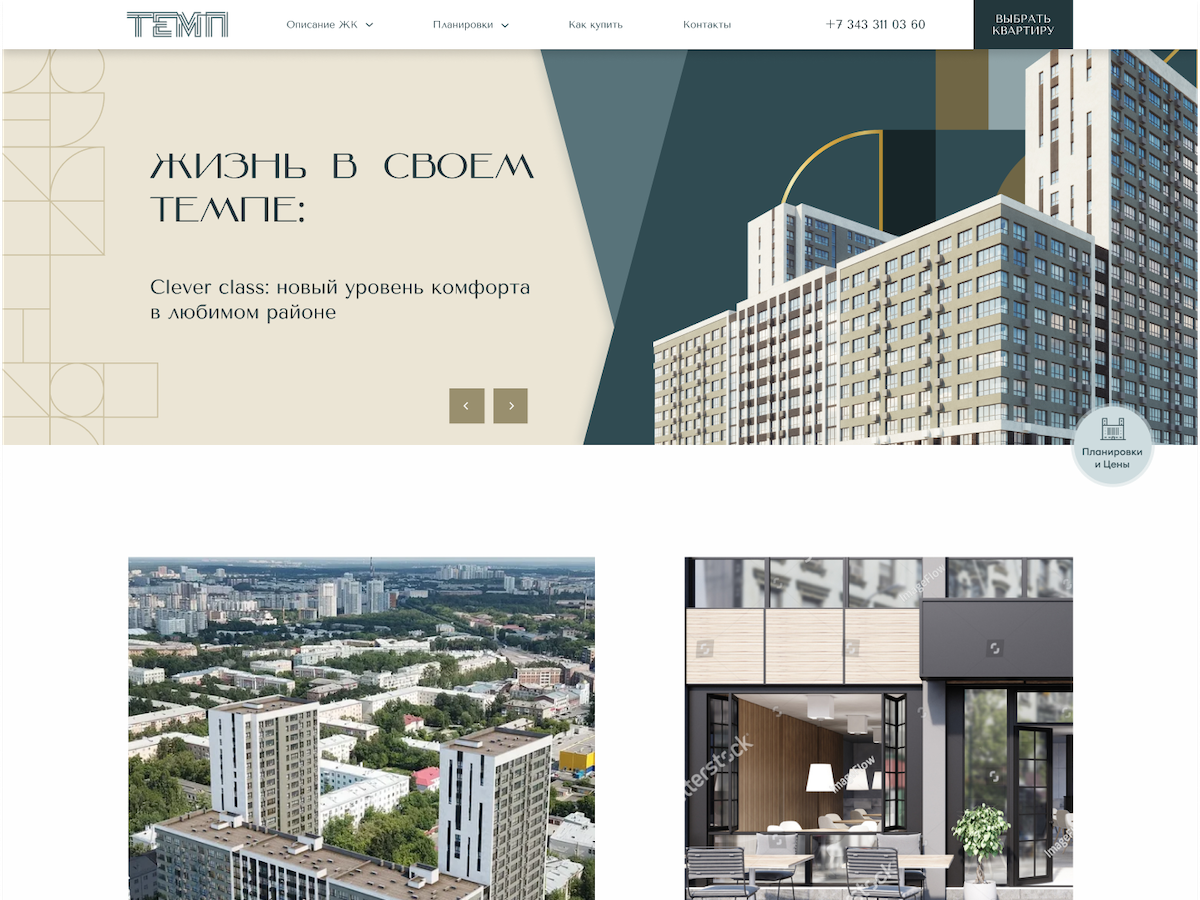 ТЕМП
Описание ЖК
Планировки
Как купить
Контакты
+7 343 311 03 60
ВЫБРАТЬ
КВАРТИРУ
ЖИЗНЬ В СВОЕМ
ТЕМПЕ:
Clever class: новый уровень комфорта
в любимом районе
Планировки
и Цены
ImageFlow
ImageFlow